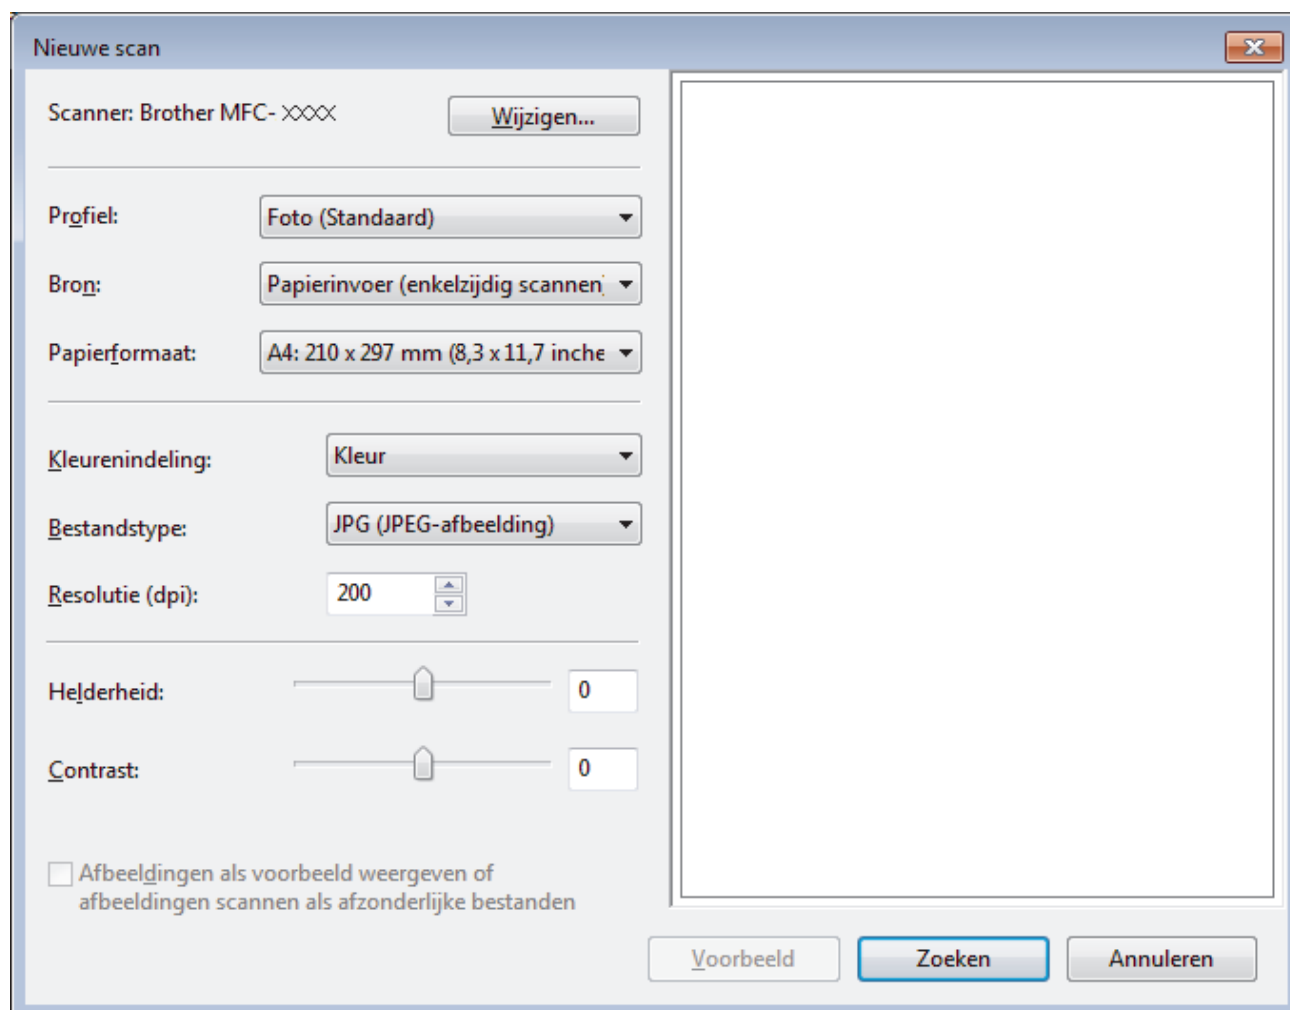 Nieuwe scan
Scanner: Brother MFC- XXXX
Wijzigen...
Profiel:
Foto (Standaard)
Bron:
Papierinvoer (enkelzijdig scannen)
Papierformaat:
A4: 210 x 297 mm (8,3 x 11,7 inche
Kleurenindeling:
Kleur
Bestandstype:
JPG (JPEG-afbeelding)
Resolutie (dpi):
200
Helderheid:
0
Contrast:
0
Afbeeldingen als voorbeeld weergeven of
afbeeldingen scannen als afzonderlijke bestanden
Voorbeeld
Zoeken
Annuleren